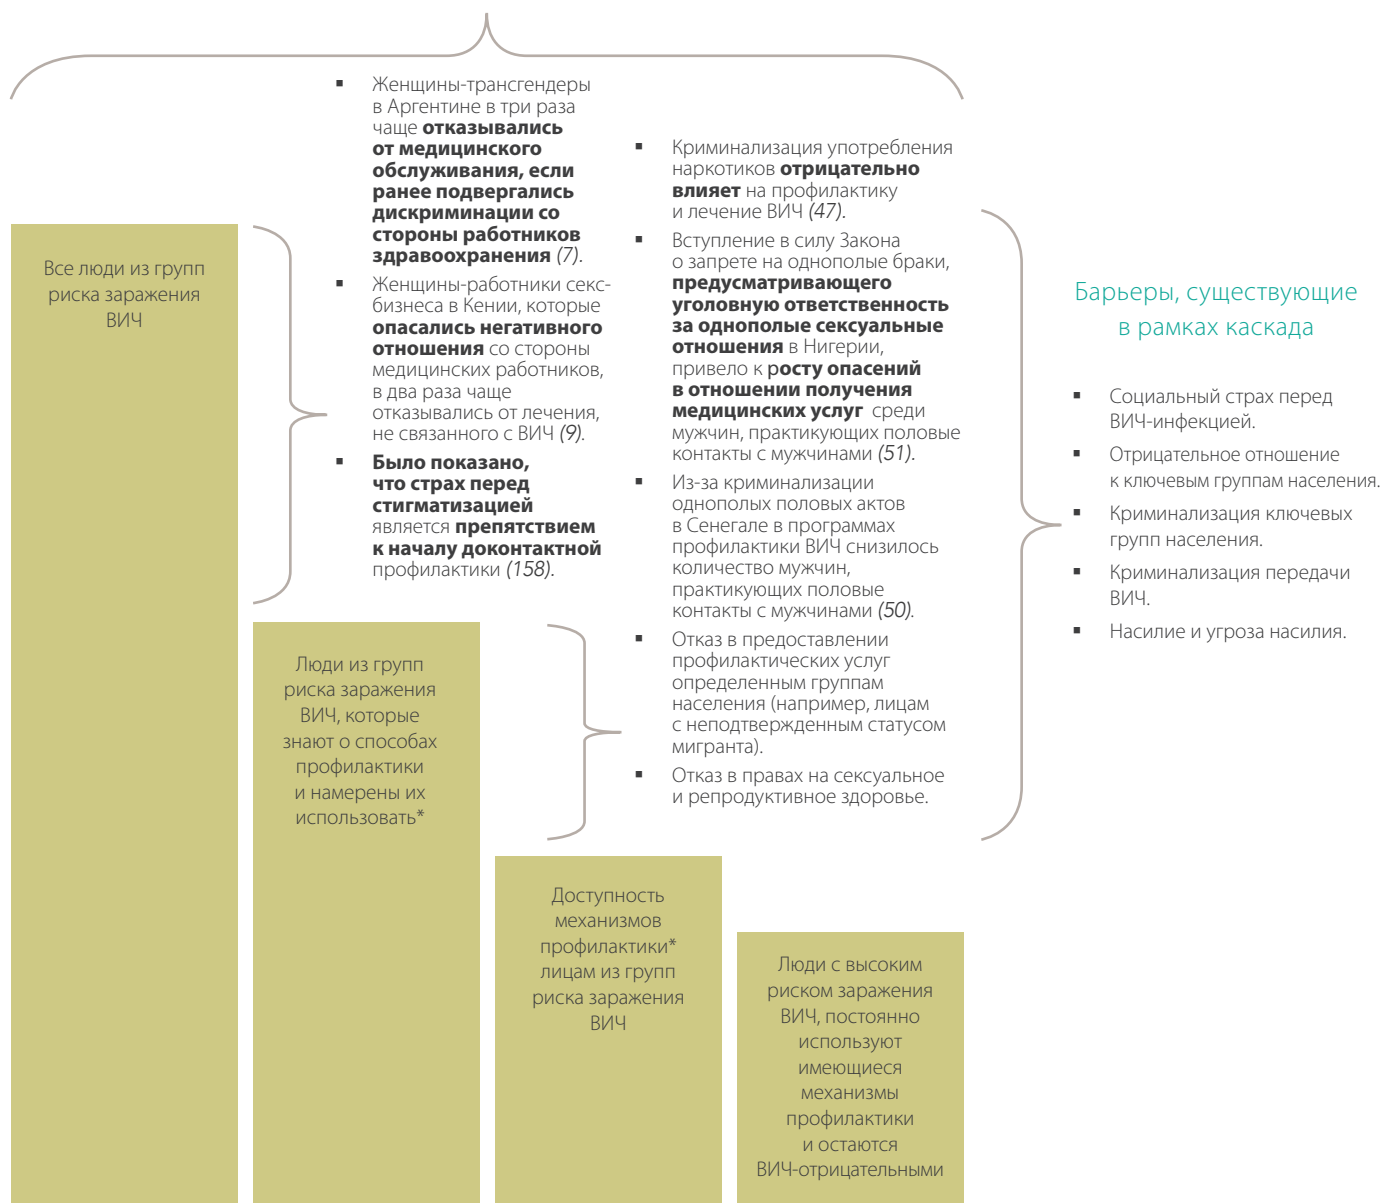 Все люди из групп
риска заражения
ВИЧ
▪ Женщины-трансгендеры
в Аргентине в три раза
чаще отказывались
от медицинского
обслуживания, если
ранее подвергались
дискриминации со
стороны работников
здравоохранения (7).
▪ Женщины-работники секс-
бизнеса в Кении, которые
опасались негативного
отношения со стороны
медицинских работников,
в два раза чаще
отказывались от лечения,
не связанного с ВИЧ (9).
▪ Было показано,
что страх перед
стигматизацией
является препятствием
к началу доконтактной
профилактики (158).
Люди из групп
риска заражения
ВИЧ, которые
знают о способах
профилактики
и намерены их
использовать*
▪ Криминализация употребления
наркотиков отрицательно
влияет на профилактику
и лечение ВИЧ (47).
▪ Вступление в силу Закона
о запрете на однополые браки,
предусматривающего
уголовную ответственность
за однополые сексуальные
отношения в Нигерии,
привело к росту опасений
в отношении получения
медицинских услуг среди
мужчин, практикующих половые
контакты с мужчинами (51).
▪ Из-за криминализации
однополых половых актов
в Сенегале в программах
профилактики ВИЧ снизилось
количество мужчин,
практикующих половые
контакты с мужчинами (50).
▪ Отказ в предоставлении
профилактических услуг
определенным группам
населения (например, лицам
с неподтвержденным статусом
мигранта).
▪ Отказ в правах на сексуальное
и репродуктивное здоровье.
Доступность
механизмов
профилактики*
лицам из групп
риска заражения
ВИЧ
Люди с высоким
риском заражения
ВИЧ, постоянно
используют
имеющиеся
механизмы
профилактики
и остаются
ВИЧ-отрицательными
Барьеры, существующие
в рамках каскада
▪ Социальный страх перед
ВИЧ-инфекцией.
▪ Отрицательное отношение
к ключевым группам населения.
▪ Криминализация ключевых
групп населения.
▪ Криминализация передачи
ВИЧ.
▪ Насилие и угроза насилия.